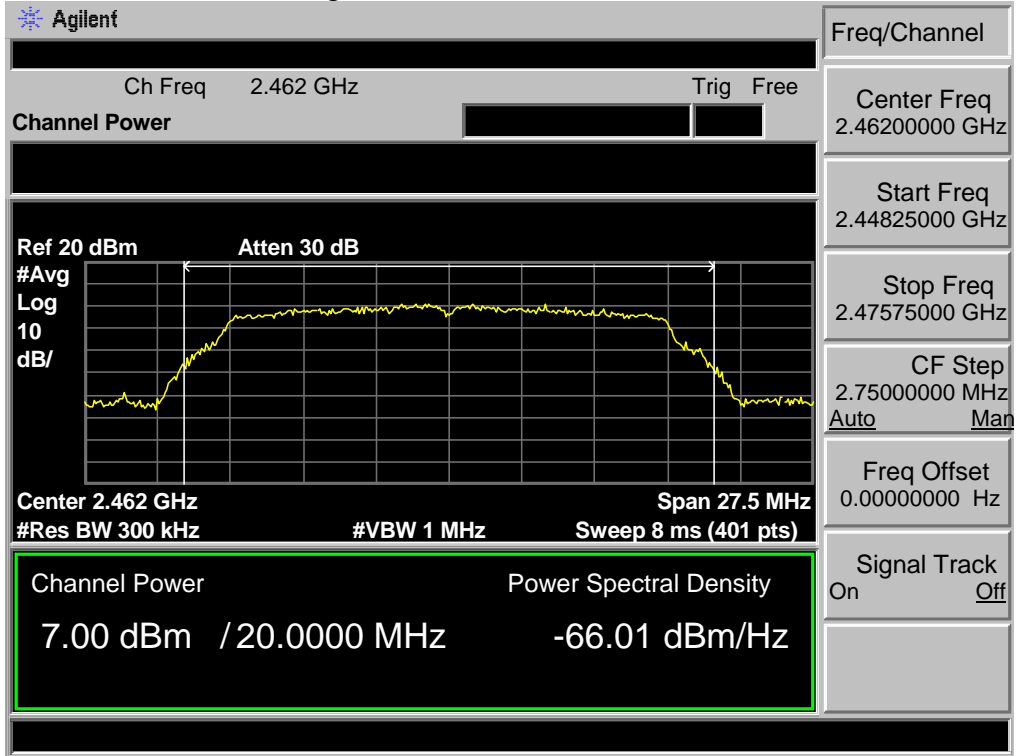 Agilent
Freq/Channel
Ch Freq 2.462 GHz Trig Free
Channel Power
Center Freq
2.46200000 GHz
Start Freq
2.44825000 GHz
Stop Freq
2.47575000 GHz
CF Step
2.75000000 MHz
Auto Man
Freq Offset
0.00000000 Hz
Signal Track
On Off
Ref 20 dBm Atten 30 dB
#Avg
Log
10
dB/
Center 2.462 GHz Span 27.5 MHz
#Res BW 300 kHz #VBW 1 MHz Sweep 8 ms (401 pts)
Channel Power Power Spectral Density
7.00 dBm / 20.0000 MHz -66.01 dBm/Hz